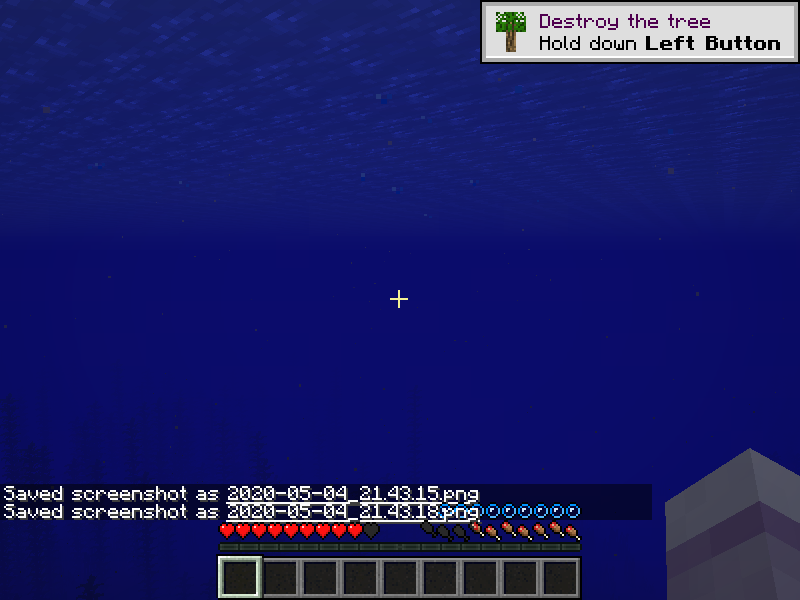 Destroy the tree
Hold down Left Button
Saved screenshot as 2020-05-04_21.43.15.png
Saved screenshot as 2020-05-04_21.43.18.png